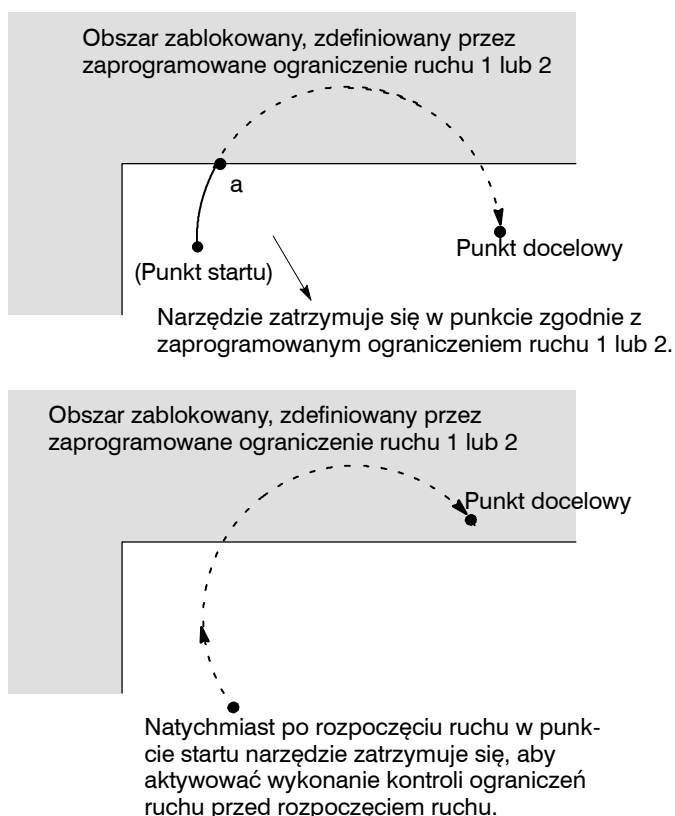 Obszar zablokowany, zdefiniowany przez
zaprogramowane ograniczenie ruchu 1 lub 2
a
Punkt docelowy
(Punkt startu)
Narzędzie zatrzymuje się w punkcie zgodnie z
zaprogramowanym ograniczeniem ruchu 1 lub 2.
Obszar zablokowany, zdefiniowany przez
zaprogramowane ograniczenie ruchu 1 lub 2
Punkt docelowy
Natychmiast po rozpoczęciu ruchu w punk-
cie startu narzędzie zatrzymuje się, aby
aktywować wykonanie kontroli ograniczeń
ruchu przed rozpoczęciem ruchu.